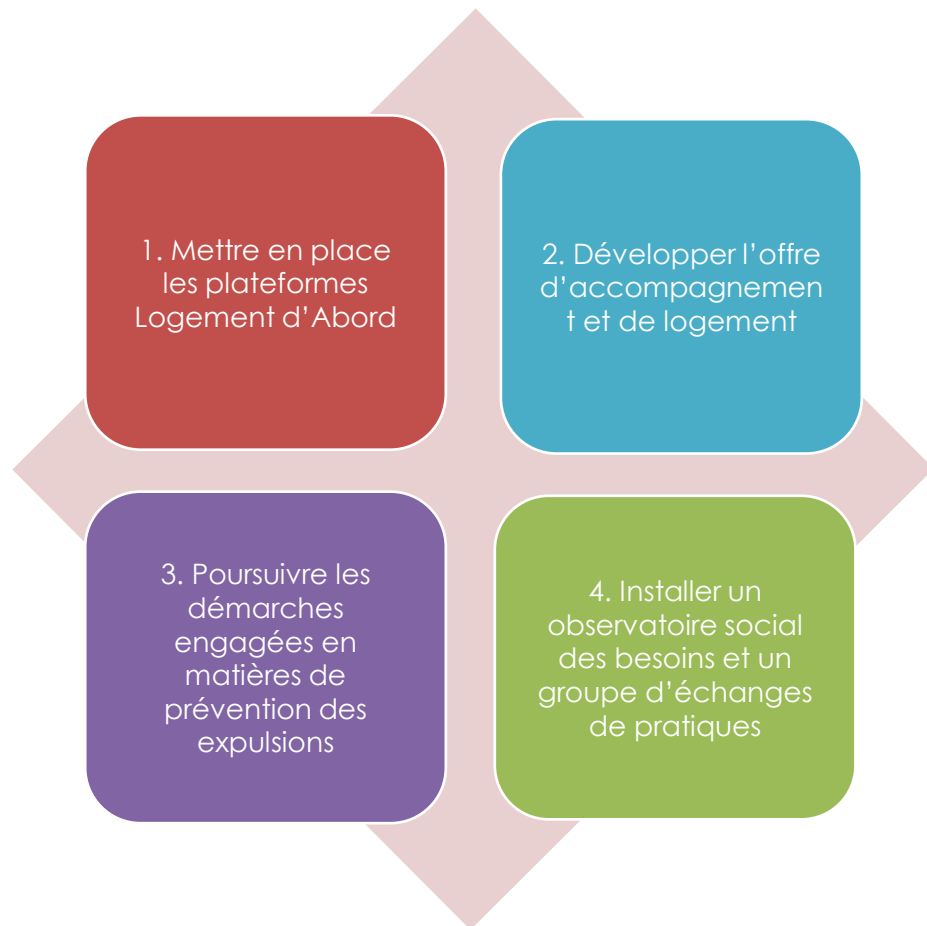 1. Mettre en place
les plateformes
Logement d’Abord
2. Développer l’offre
d’accompagnemen
t et de logement
3. Poursuivre les
démarches
engagées en
matières de
prévention des
expulsions
4. Installer un
observatoire social
des besoins et un
groupe d’échanges
de pratiques